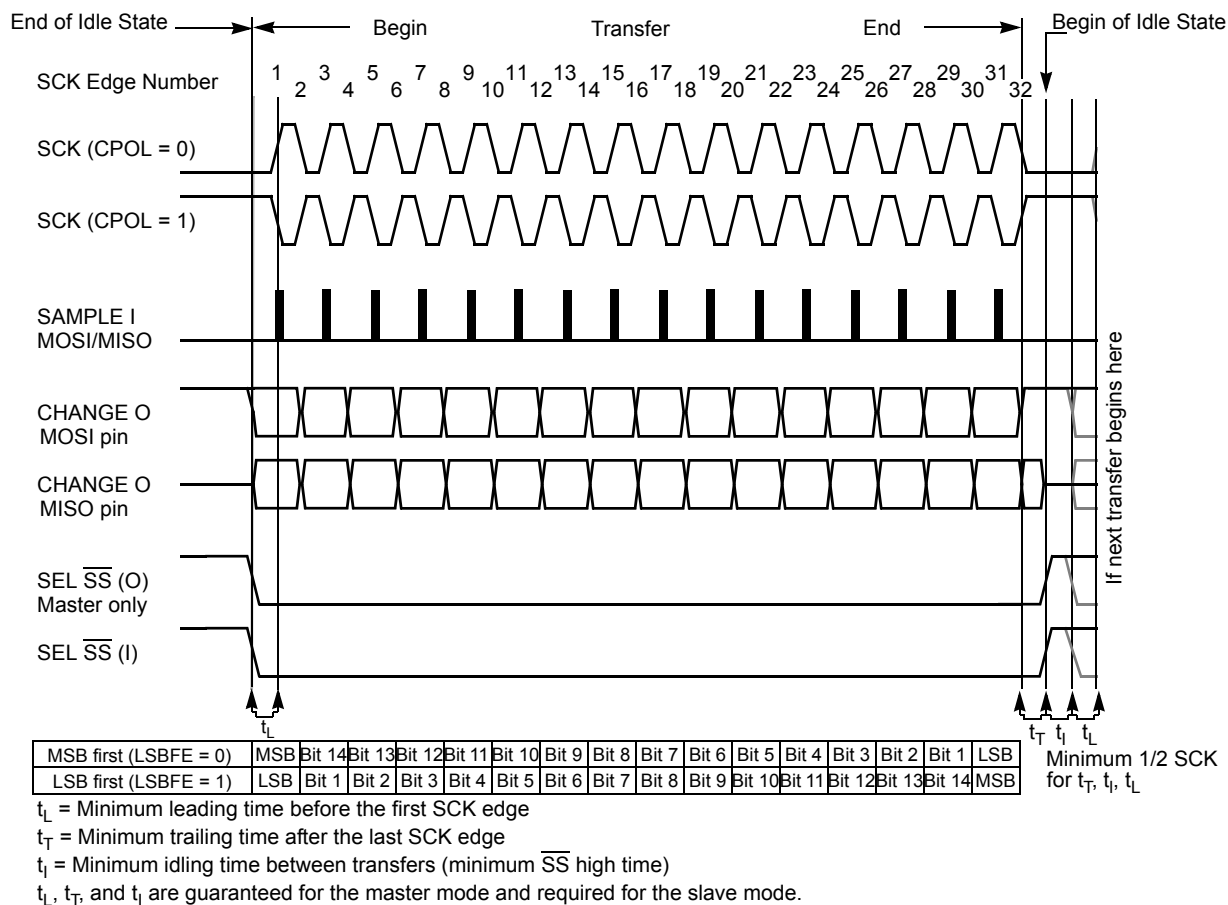 End of Idle State
Begin
Transfer
End
Begin of Idle State
SCK Edge Number
1 3 5 7 9 11 13 15 17 19 21 23 25 27 29 31
2 4 6 8 10 12 14 16 18 20 22 24 26 28 30 32
SCK (CPOL = 0)
SCK (CPOL = 1)
SAMPLE I
MOSI/MISO
CHANGE O
MOSI pin
CHANGE O
MISO pin
SEL SS (O)
Master only
SEL SS (I)
If next transfer begins here
tL
tT tI tL
MSB first (LSBFE = 0) MSB Bit 14 Bit 13 Bit 12 Bit 11 Bit 10 Bit 9 Bit 8 Bit 7 Bit 6 Bit 5 Bit 4 Bit 3 Bit 2 Bit 1 LSB
LSB first (LSBFE = 1) LSB Bit 1 Bit 2 Bit 3 Bit 4 Bit 5 Bit 6 Bit 7 Bit 8 Bit 9 Bit 10 Bit 11 Bit 12 Bit 13 Bit 14 MSB
Minimum 1/2 SCK
for tT, tI, tL
tL = Minimum leading time before the first SCK edge
tT = Minimum trailing time after the last SCK edge
tI = Minimum idling time between transfers (minimum SS high time)
tL, tT, and tI are guaranteed for the master mode and required for the slave mode.